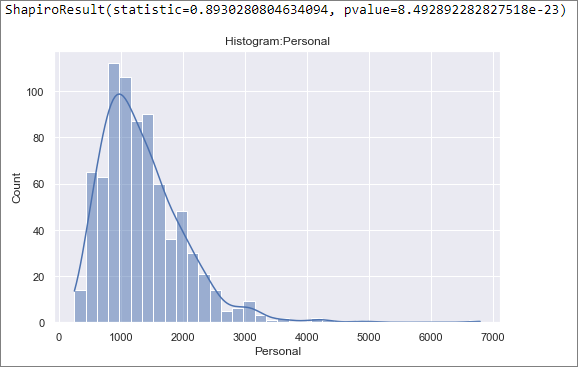 ShapiroResult(statistic=0.8930280804634094, pvalue=8.492892282827518e-23)
Histogram:Personal
100
80
60
40
20
0
Count
0 1000 2000 3000 4000 5000 6000 7000
Personal